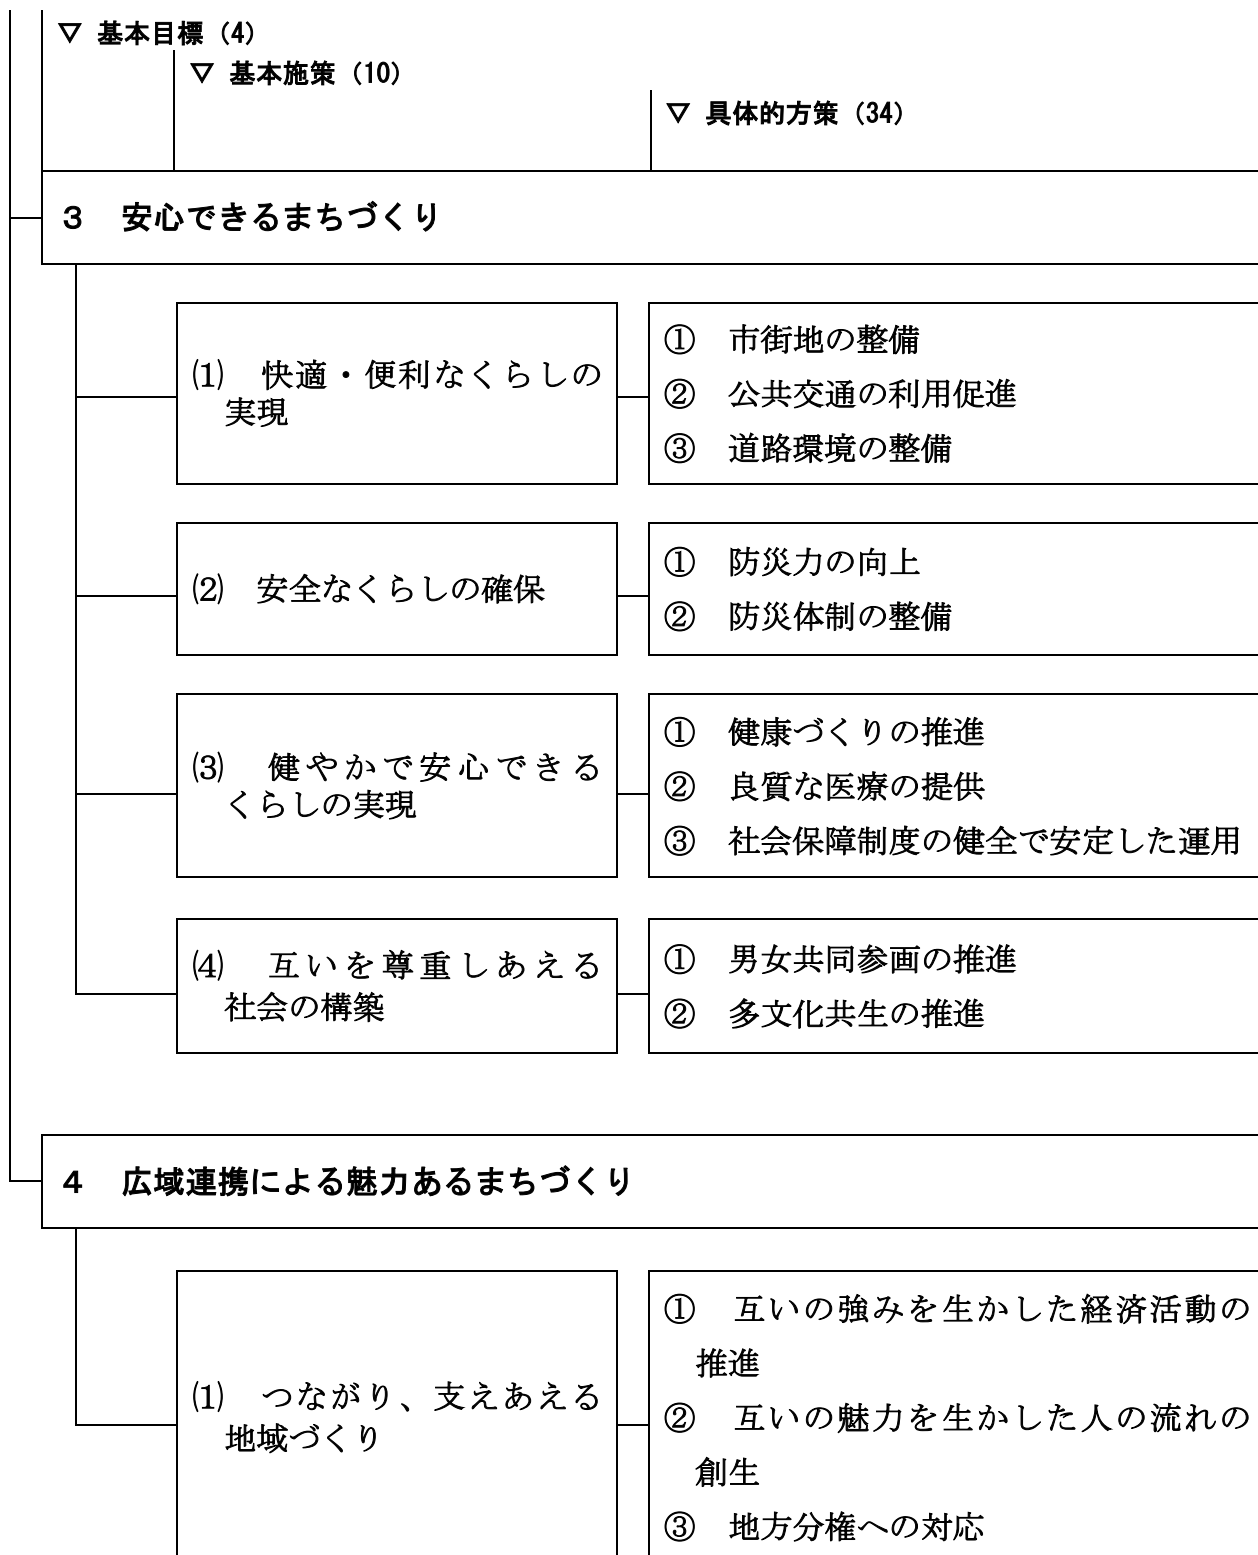 ▽ 基本目標（4）
▽ 基本施策（10）
▽ 具体的方策（34）
３　安心できるまちづくり
⑴　快適・便利なくらしの
実現
①　市街地の整備
②　公共交通の利用促進
③　道路環境の整備
⑵　安全なくらしの確保
①　防災力の向上
②　防災体制の整備
⑶　健やかで安心できる
くらしの実現
①　健康づくりの推進
②　良質な医療の提供
③　社会保障制度の健全で安定した運用
⑷　互いを尊重しあえる
社会の構築
①　男女共同参画の推進
②　多文化共生の推進
４　広域連携による魅力あるまちづくり
⑴　つながり、支えあえる
地域づくり
①　互いの強みを生かした経済活動の
推進
②　互いの魅力を生かした人の流れの
創生
③　地方分権への対応